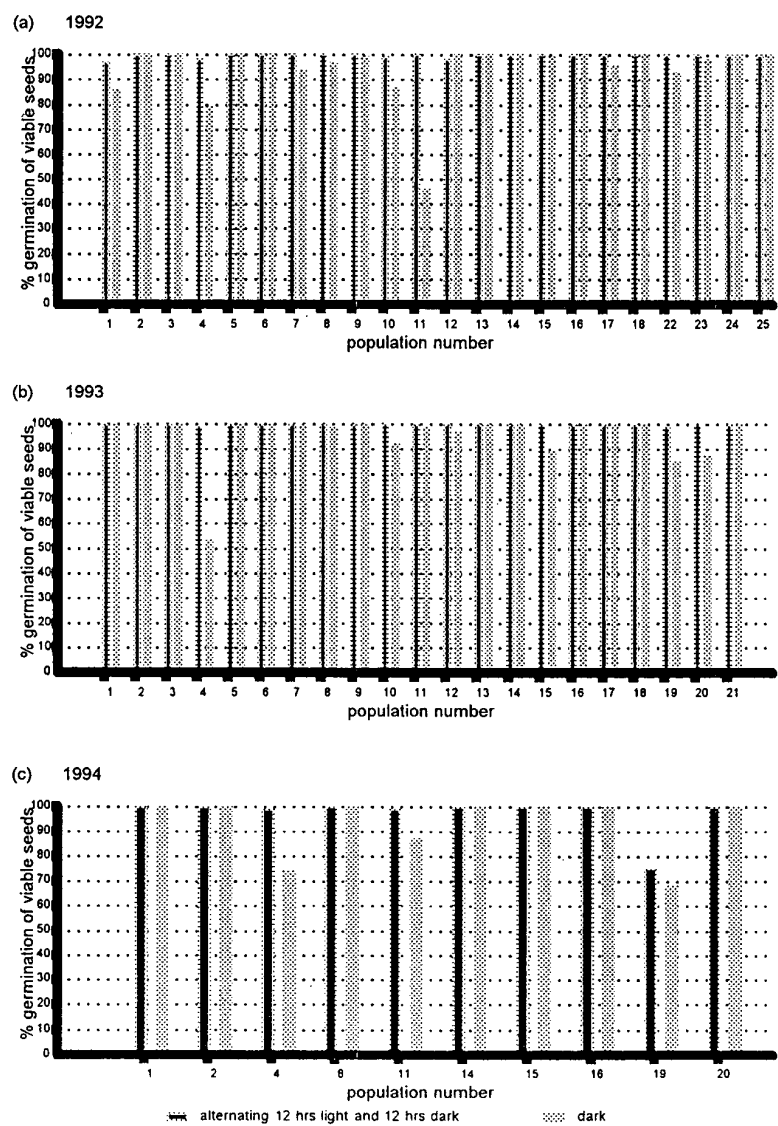 (a) 1992
% germination of viable seeds
100
90
80
70
60
50
40
30
20
10
0
1 2 3 4 5 6 7 8 9 10 11 12 13 14 15 16 17 18 22 23 24 25
population number
(b) 1993
% germination of viable seeds
100
90
80
70
60
50
40
30
20
10
0
1 2 3 4 5 6 7 8 9 10 11 12 13 14 15 16 17 18 19 20 21
population number
(c) 1994
% germination of viable seeds
100
90
80
70
60
50
40
30
20
10
0
1 2 4 8 11 14 15 16 19 20
population number
alternating 12 hrs light and 12 hrs dark dark